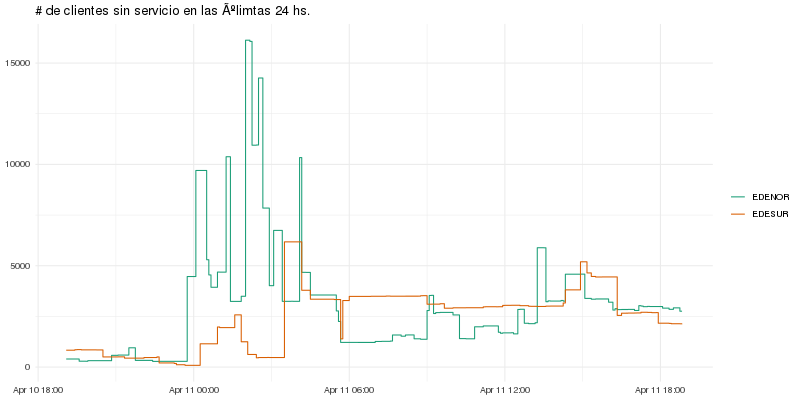 # de clientes sin servicio en las Ãºlimtas 24 hs.
15000
10000
5000
0
Apr 10 18:00
Apr 11 00:00
Apr 11 06:00
Apr 11 12:00
Apr 11 18:00
EDENOR
EDESUR